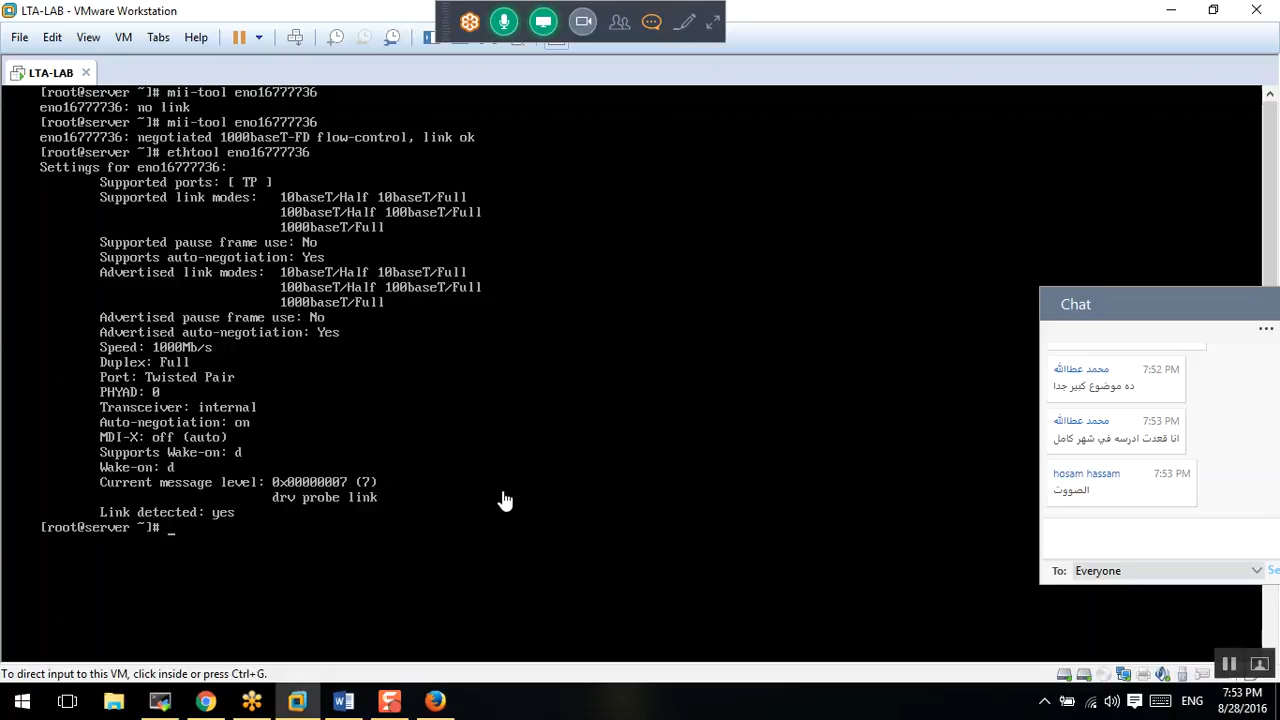 LTA-LAB - VMware Workstation
File Edit View VM Tabs Help
LTA-LAB
[root@server ~]# mii-tool eno16777736
eno16777736: no link
[root@server ~]# mii-tool eno16777736
eno16777736: negotiated 1000baseT-FD flow-control, link ok
[root@server ~]# ethtool eno16777736
Settings for eno16777736:
Supported ports: [ TP ]
Supported link modes: 10baseT/Half 10baseT/Full
100baseT/Half 100baseT/Full
1000baseT/Full
Supported pause frame use: No
Supports auto-negotiation: Yes
Advertised link modes: 10baseT/Half 10baseT/Full
100baseT/Half 100baseT/Full
1000baseT/Full
Advertised pause frame use: No
Advertised auto-negotiation: Yes
Speed: 1000Mb/s
Duplex: Full
Port: Twisted Pair
PHYAD: 0
Transceiver: internal
Auto-negotiation: on
MDI-X: off (auto)
Supports Wake-on: d
Wake-on: d
Current message level: 0x00000007 (7)
drv probe link
Link detected: yes
[root@server ~]# _
Chat
محمد عطاالله 7:52 PM
ده موضوع كبير جدا
محمد عطاالله 7:53 PM
انا قعدت ادرسه في شهر كامل
hosam hassam 7:53 PM
الصووت
To: Everyone
Se
To direct input to this VM, click inside or press Ctrl+G.
ENG
7:53 PM
8/28/2016